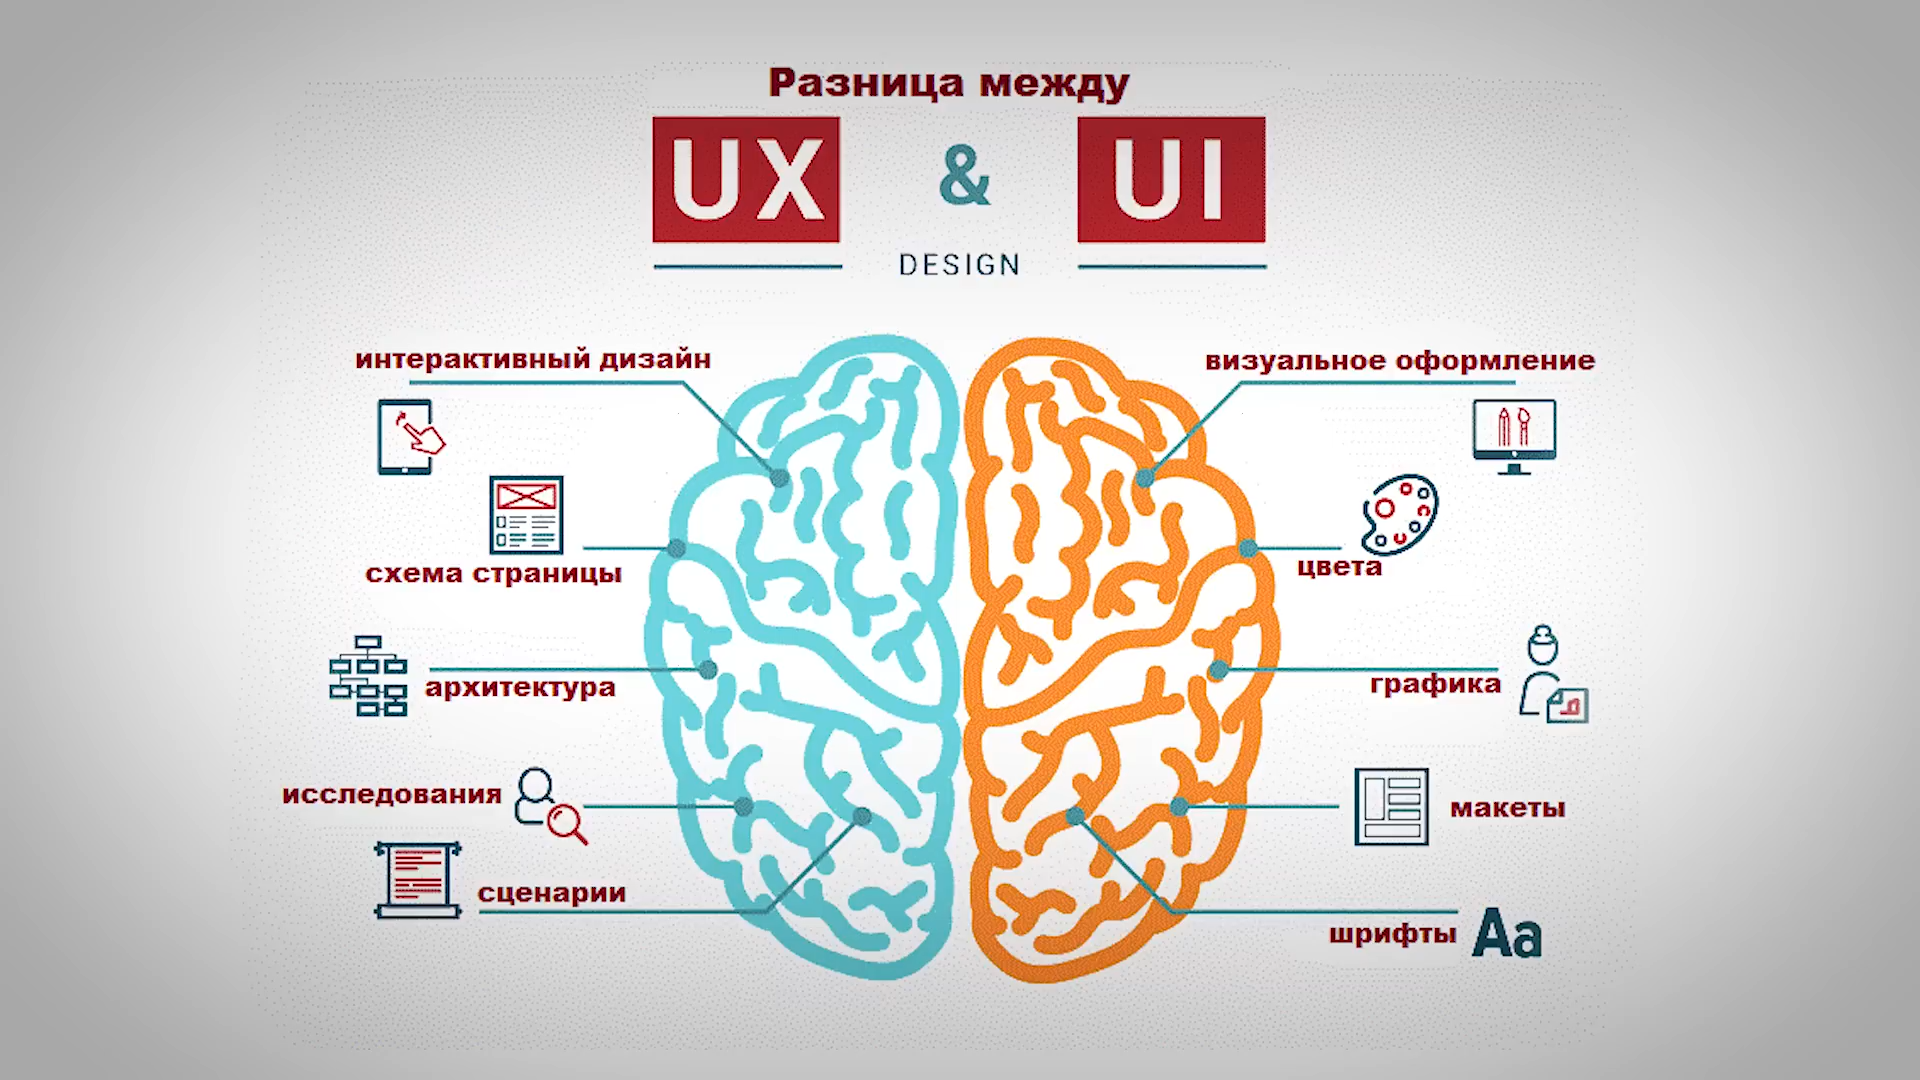 Разница между
UX & UI
DESIGN
интерактивный дизайн
схема страницы
архитектура
исследования
сценарии
визуальное оформление
цвета
графика
макеты
шрифты
Aa